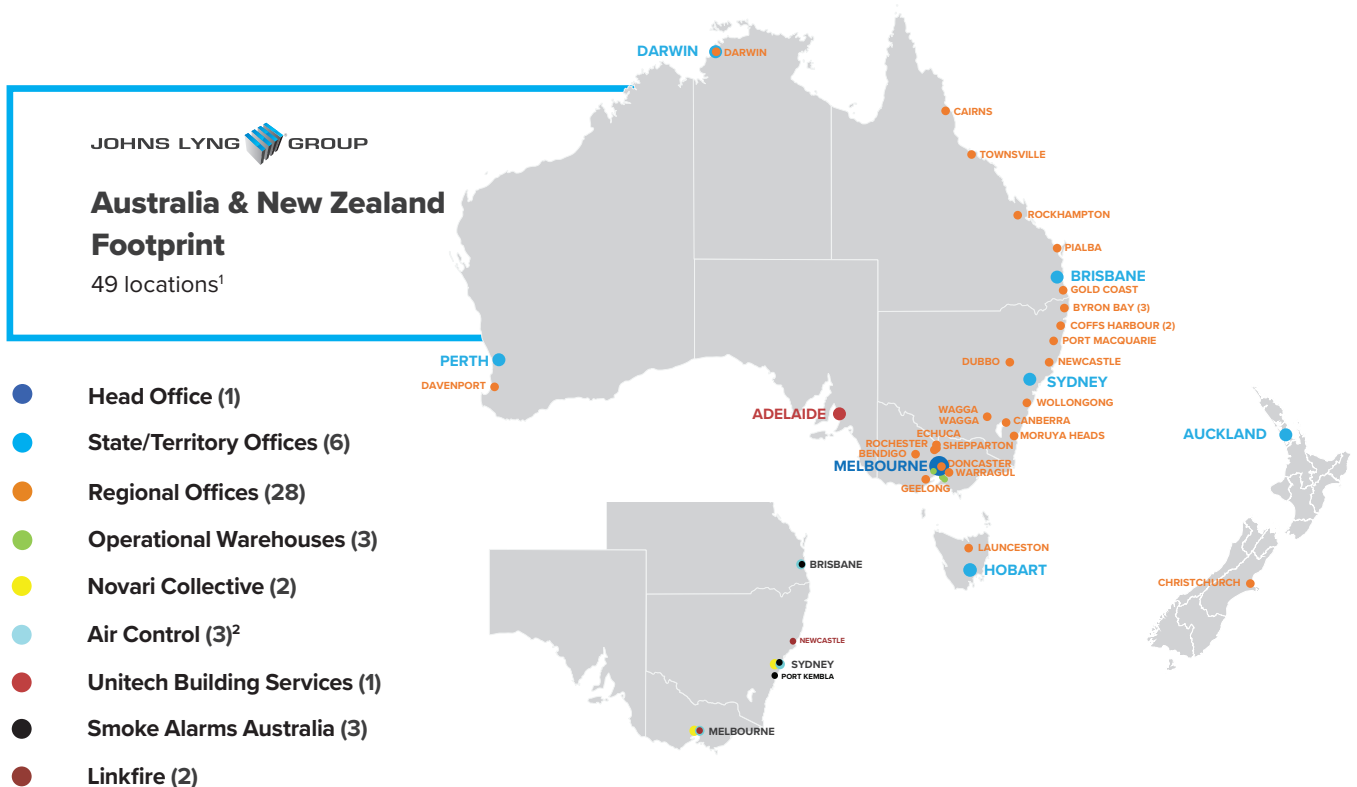 JOHNS LYNG GROUP
Australia & New Zealand
Footprint
49 locations¹
Head Office (1)
State/Territory Offices (6)
Regional Offices (28)
Operational Warehouses (3)
Novari Collective (2)
Air Control (3)²
Unitech Building Services (1)
Smoke Alarms Australia (3)
Linkfire (2)
DARWIN
DARWIN
CAIRNS
TOWNSVILLE
ROCKHAMPTON
PIALBA
BRISBANE
GOLD COAST
BYRON BAY (3)
COFFS HARBOUR (2)
PORT MACQUARIE
DUBBO
NEWCASTLE
SYDNEY
WOLLONGONG
WAGGA
WAGGA
CANBERRA
MORUYA HEADS
ECHUCA
ROCHESTER
SHEPPARTON
BENDIGO
MELBOURNE
DONCASTER
WARRAGUL
GEELONG
PERTH
DAVENPORT
ADELAIDE
LAUNCESTON
HOBART
AUCKLAND
CHRISTCHURCH
BRISBANE
NEWCASTLE
SYDNEY
PORT KEMBLA
MELBOURNE